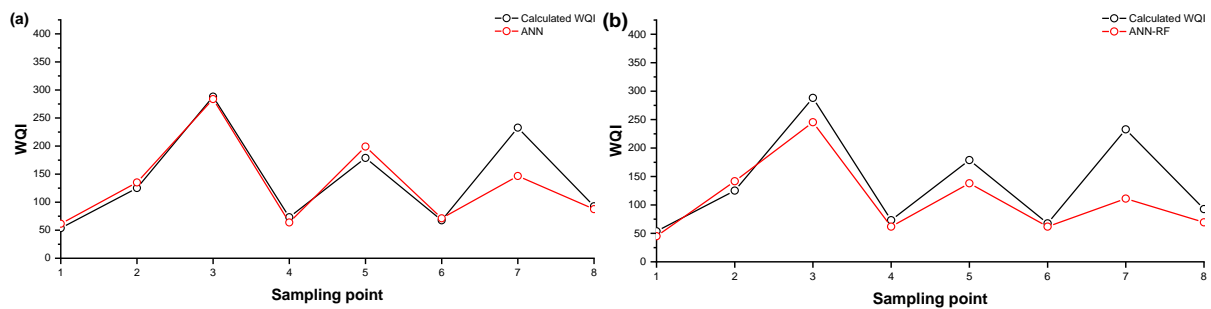 (a)
Calculated WQI
ANN
400
350
300
250
200
150
100
50
0
WQI
1 2 3 4 5 6 7 8
Sampling point
(b)
Calculated WQI
ANN-RF
400
350
300
250
200
150
100
50
0
WQI
1 2 3 4 5 6 7 8
Sampling point